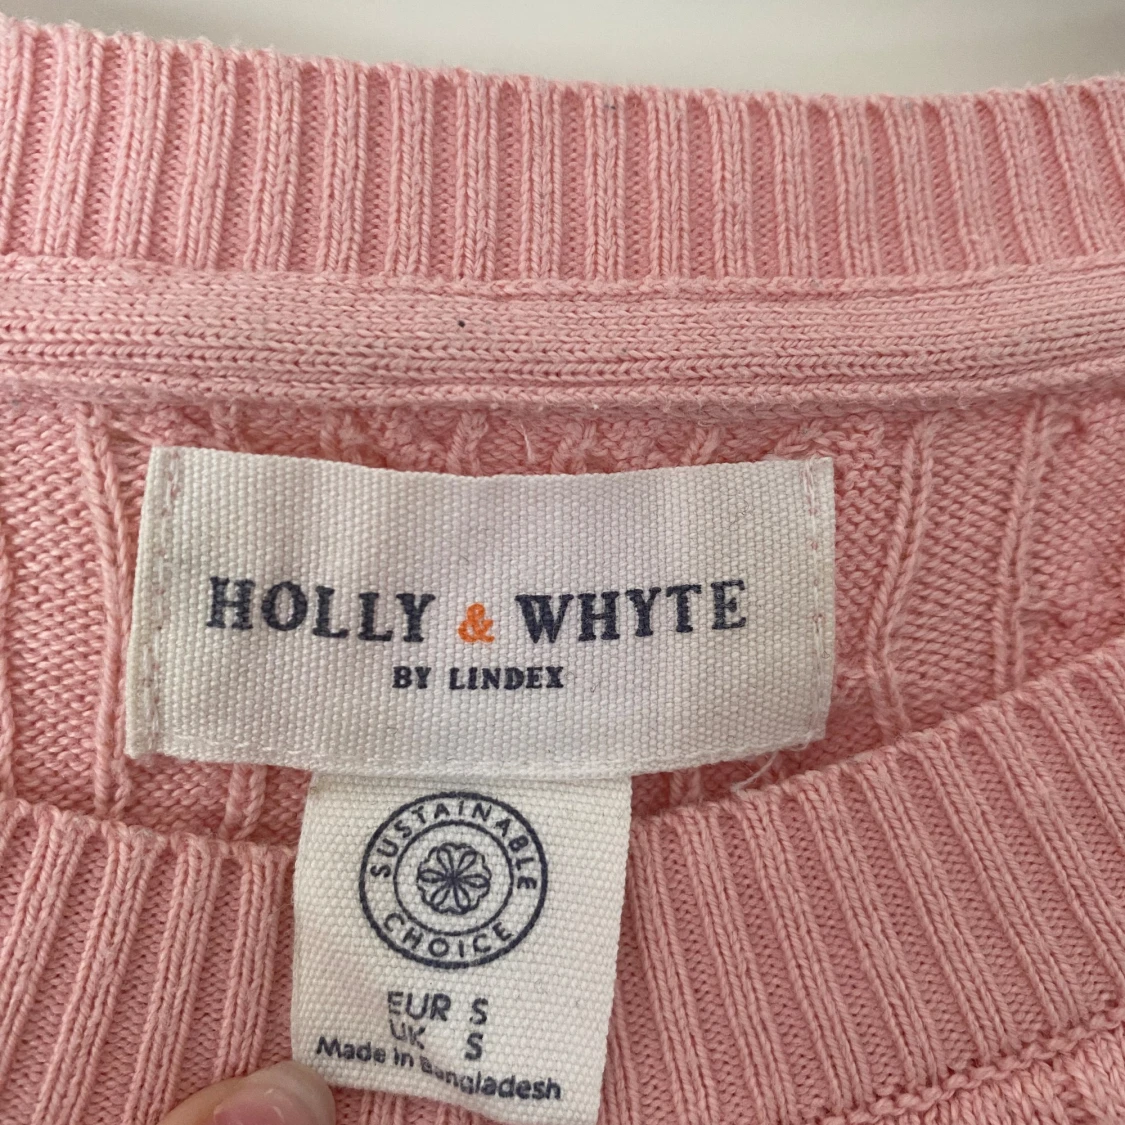 HOLLY & WHYTE
BY LINDEX
SUSTAINABLE
CHOICE
EUR S
UK S
Made in Bangladesh